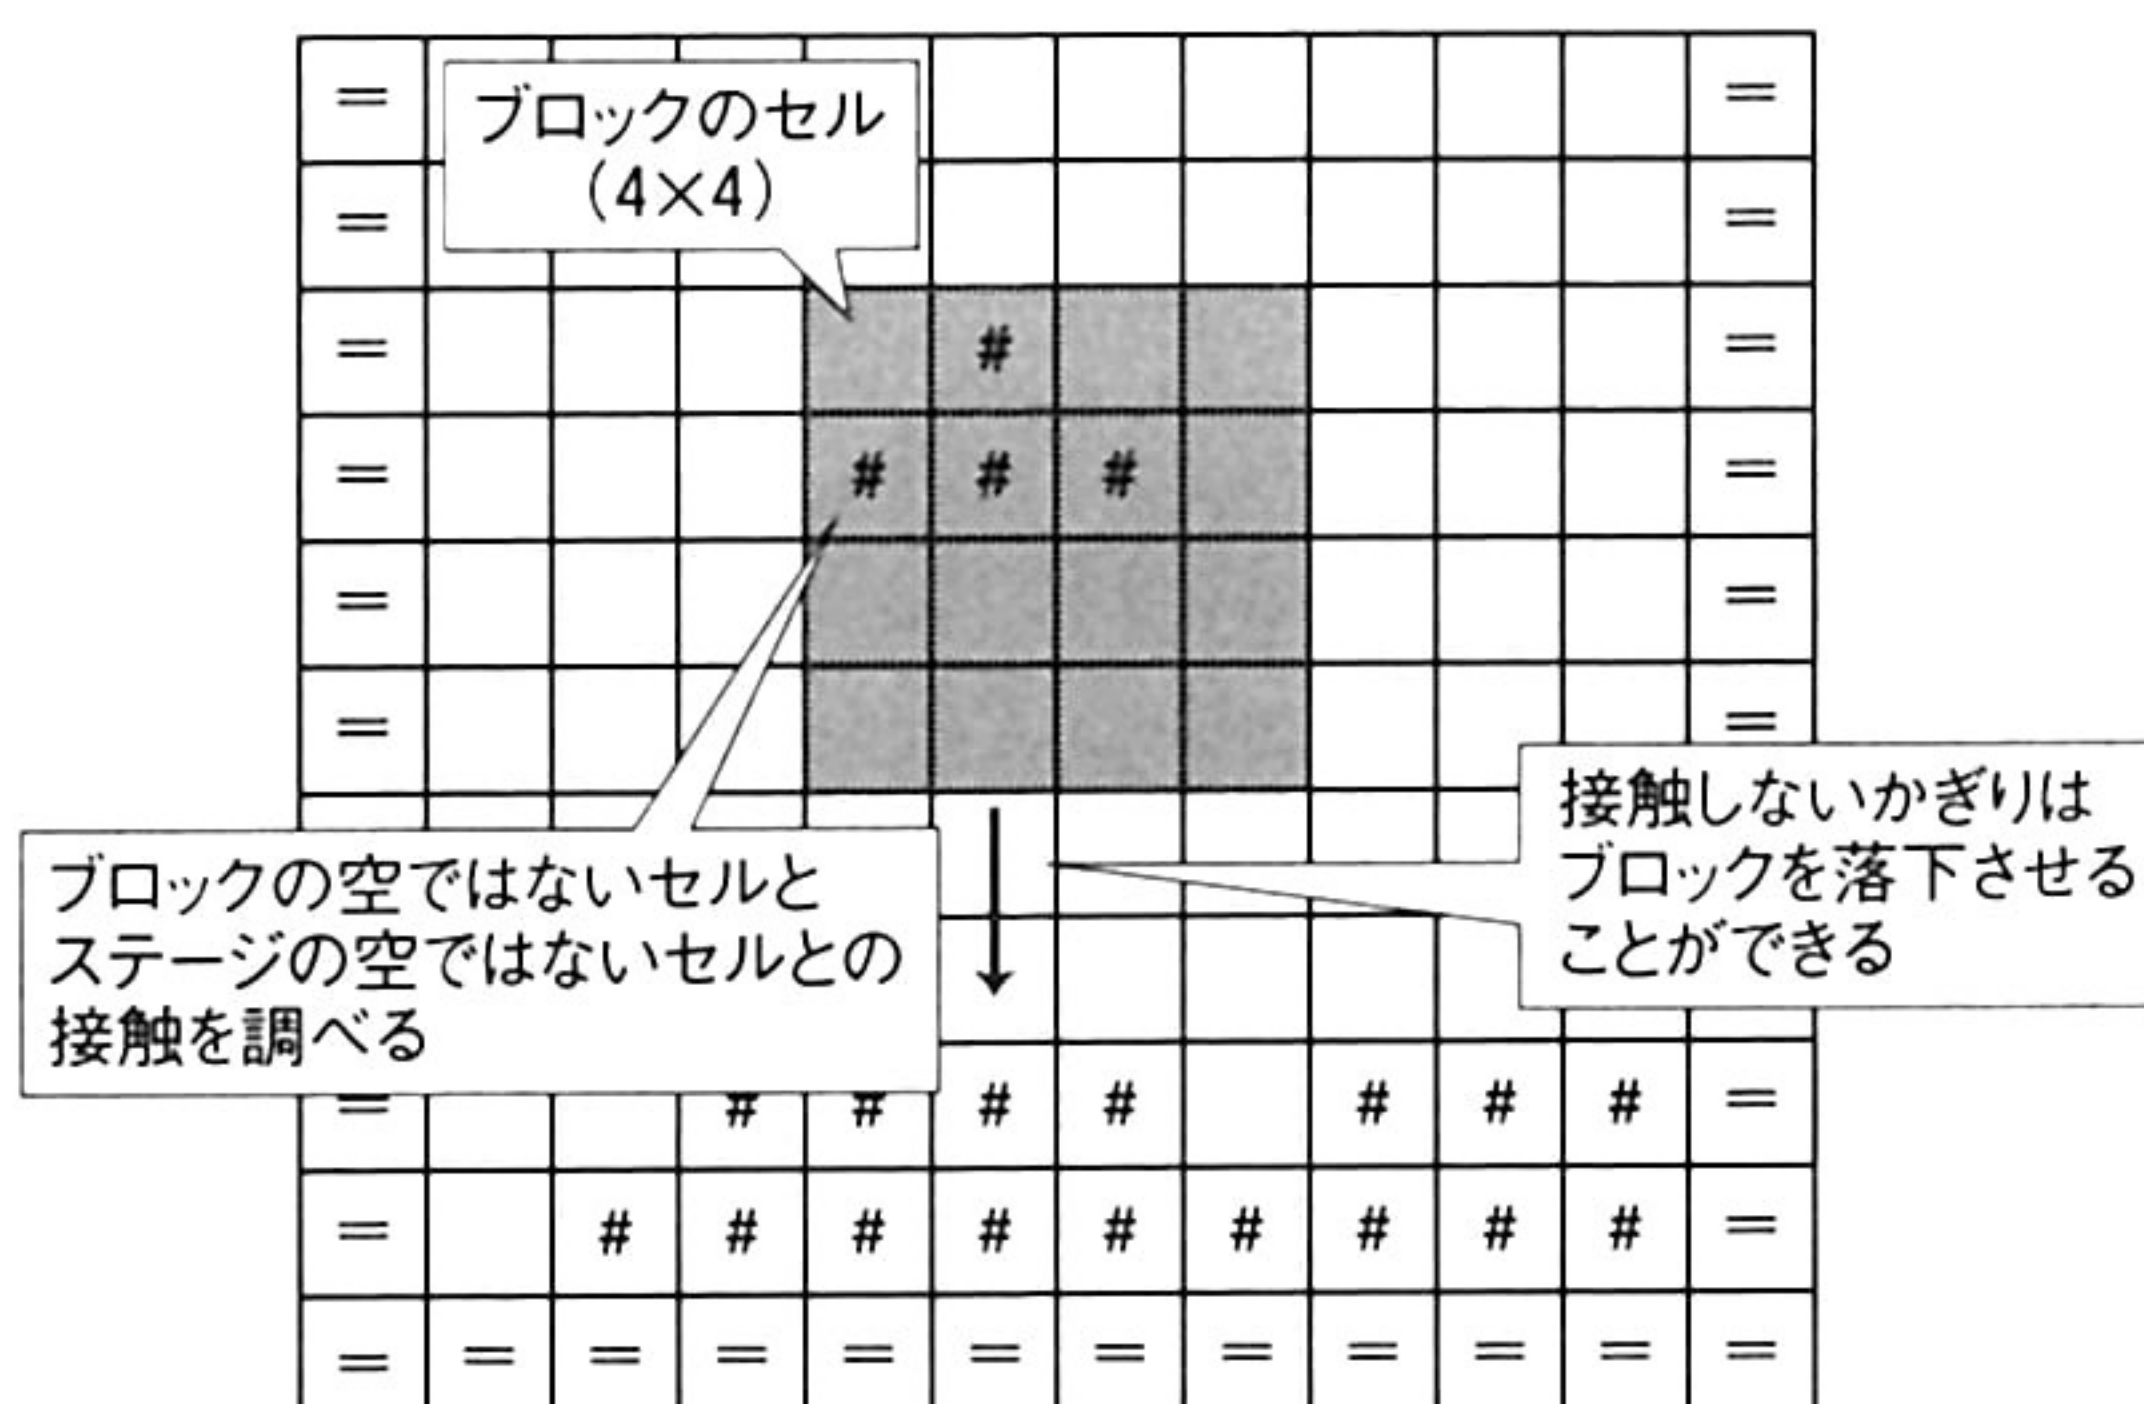 = =
ブロックのセル
(4×4)
= =
= # =
= # # # =
= =
= =
接触しないかぎりは
ブロックを落下させる
ことができる
ブロックの空ではないセルと
ステージの空ではないセルとの
接触を調べる
= # # # # # # # =
= # # # # # # # # # =
= = = = = = = = = = = =